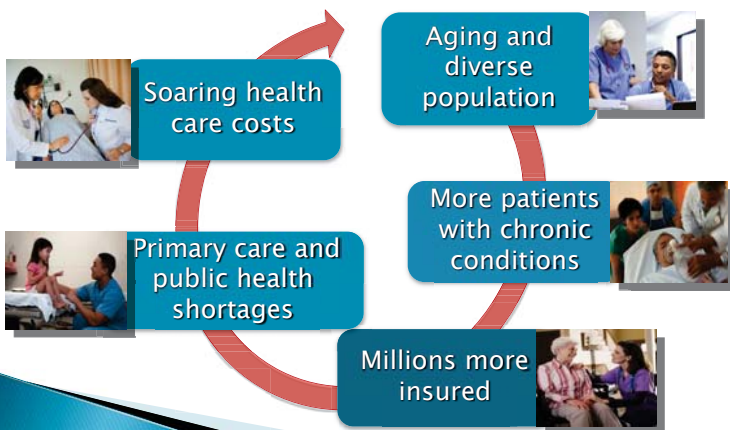 Aging and
diverse
population
More patients
with chronic
conditions
Millions more
insured
Primary care and
public health
shortages
Soaring health
care costs